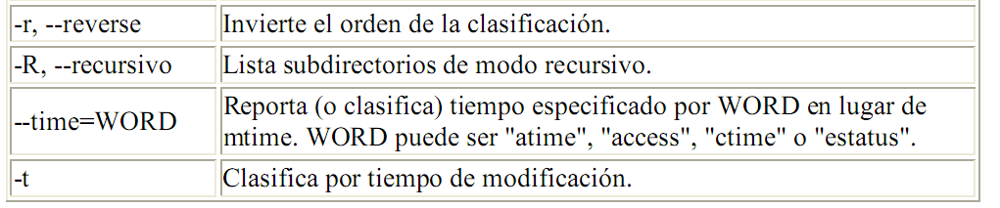 -r, --reverse Invierte el orden de la clasificación.
-R, --recursivo Lista subdirectorios de modo recursivo.
--time=WORD Reporta (o clasifica) tiempo especificado por WORD en lugar de
mtime. WORD puede ser "atime", "access", "ctime" o "estatus".
-t Clasifica por tiempo de modificación.